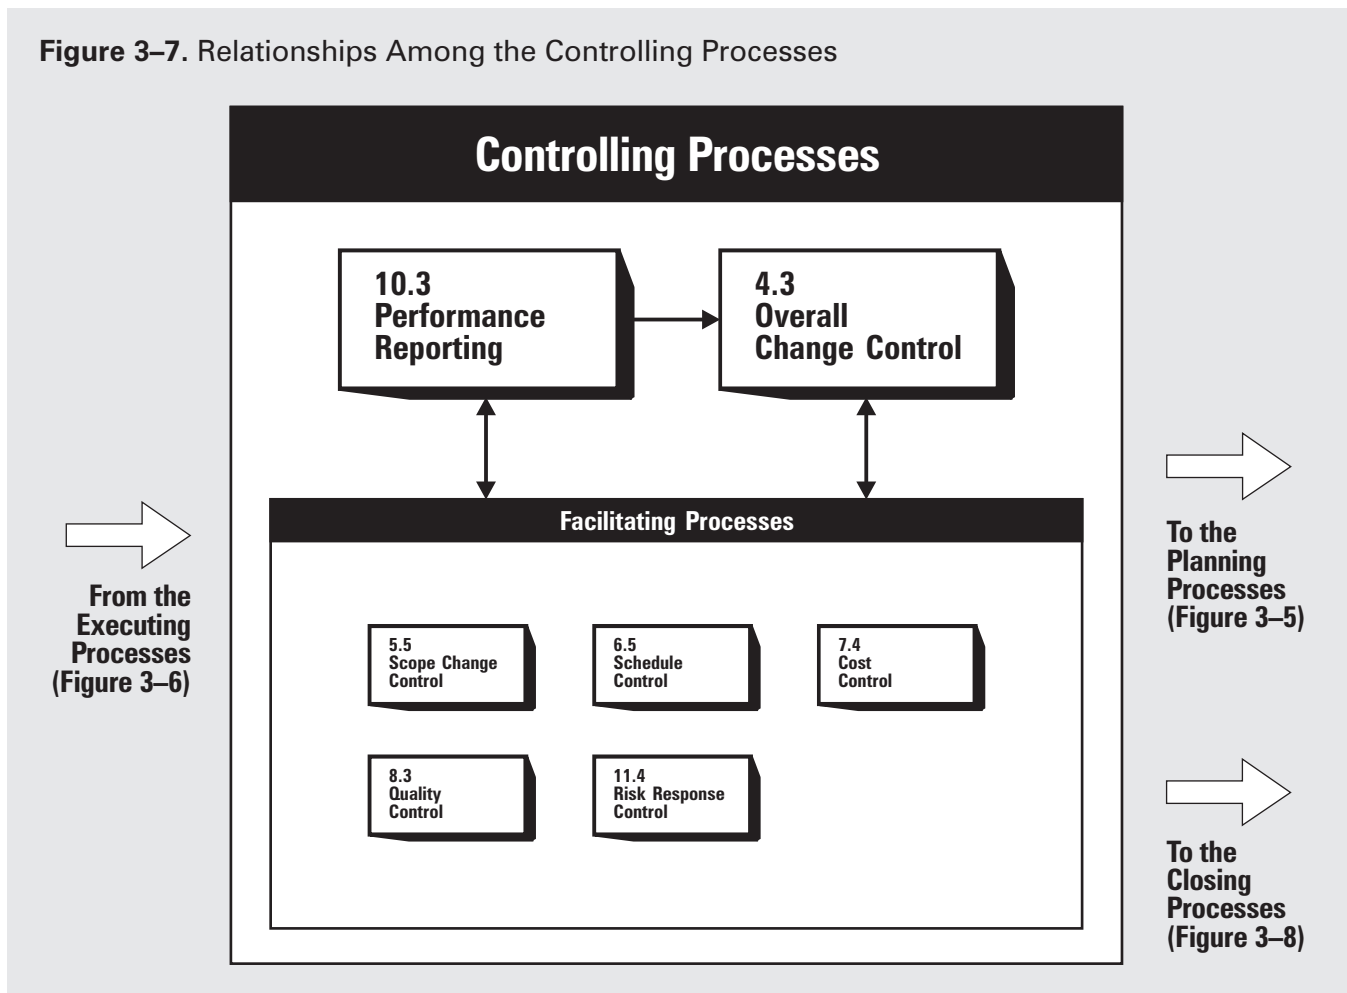 Figure 3–7. Relationships Among the Controlling Processes
Controlling Processes
10.3
Performance
Reporting
4.3
Overall
Change Control
Facilitating Processes
5.5
Scope Change
Control
6.5
Schedule
Control
7.4
Cost
Control
8.3
Quality
Control
11.4
Risk Response
Control
From the
Executing
Processes
(Figure 3–6)
To the
Planning
Processes
(Figure 3–5)
To the
Closing
Processes
(Figure 3–8)